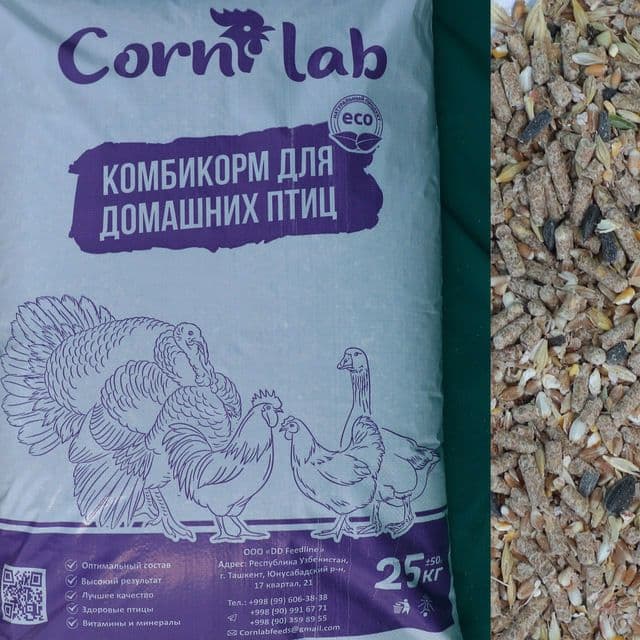 Corn lab
НАТУРАЛЬНЫЙ ПРОДУКТ
eco
КОМБИКОРМ ДЛЯ
ДОМАШНИХ ПТИЦ
Оптимальный состав
Высокий результат
Лучшее качество
Здоровые птицы
Витамины и минералы
ООО «DD Feedline»
Адрес: Республика Узбекистан,
г. Ташкент, Юнусабадский р-н,
17 квартал, 21
Тел.: +998 (99) 606-38-38
+998 (90) 991 67 71
+998 (90) 359 89 55
Cornlabfeeds@gmail.com
25 КГ